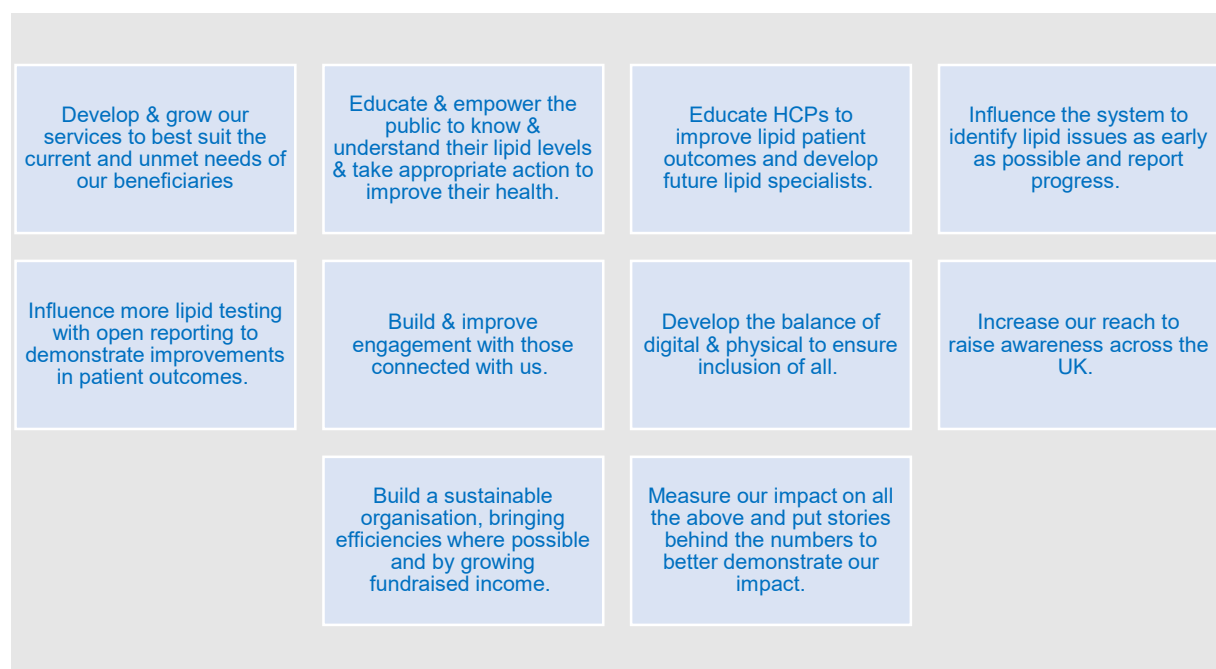 Develop & grow our
services to best suit the
current and unmet needs of
our beneficiaries
Educate & empower the
public to know &
understand their lipid levels
& take appropriate action to
improve their health.
Educate HCPs to
improve lipid patient
outcomes and develop
future lipid specialists.
Influence the system to
identify lipid issues as early
as possible and report
progress.
Influence more lipid testing
with open reporting to
demonstrate improvements
in patient outcomes.
Build & improve
engagement with those
connected with us.
Develop the balance of
digital & physical to ensure
inclusion of all.
Increase our reach to
raise awareness across the
UK.
Build a sustainable
organisation, bringing
efficiencies where possible
and by growing
fundraised income.
Measure our impact on all
the above and put stories
behind the numbers to
better demonstrate our
impact.